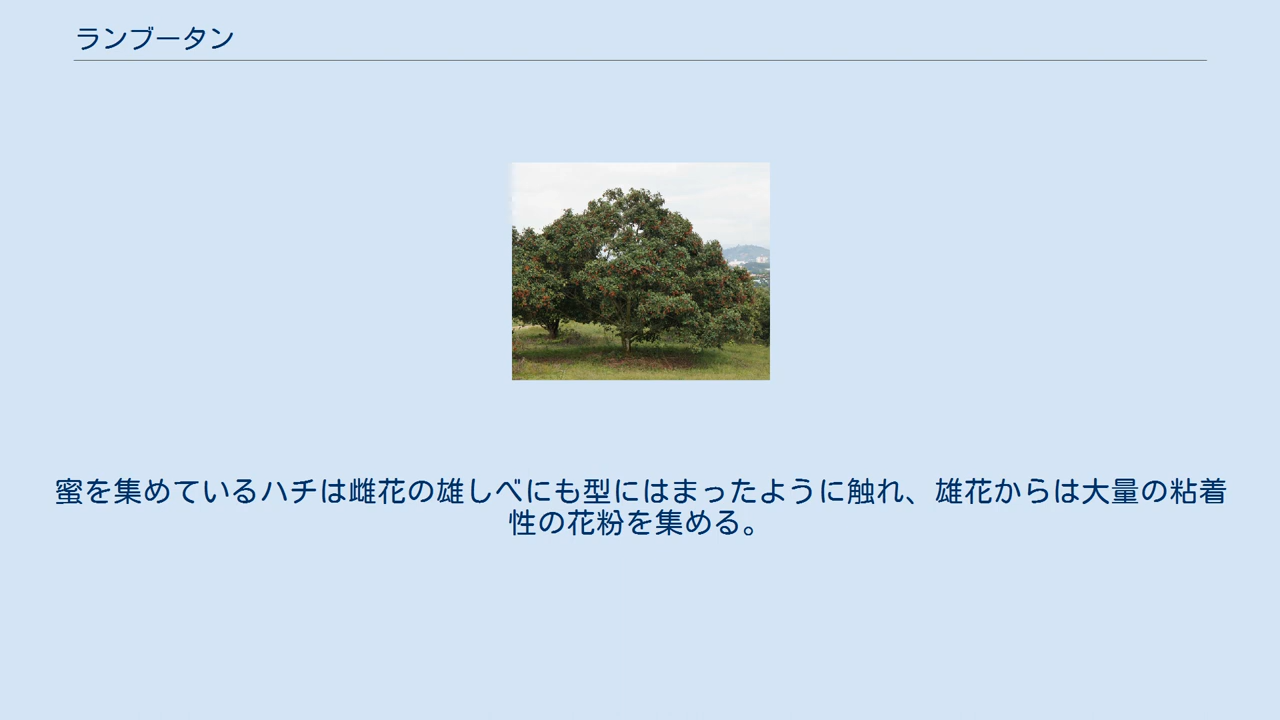 ランブータン
蜜を集めているハチは雌花の雄しべにも型にはまったように触れ、雄花からは大量の粘着
性の花粉を集める。